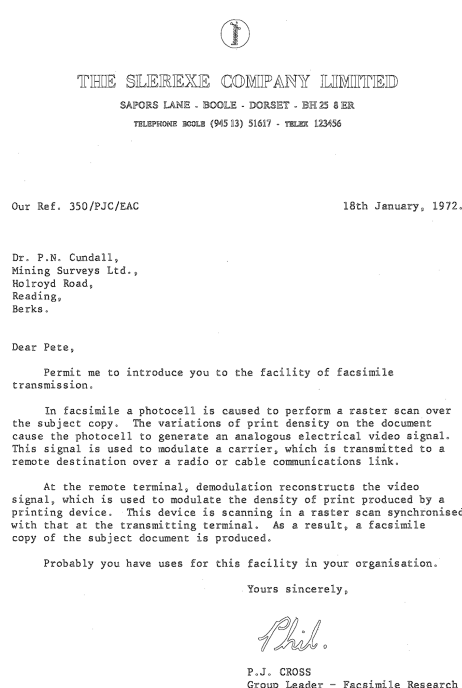 THE SLEREXE COMPANY LIMITED
SAPORS LANE - BOOLE - DORSET - BH 25 8 ER
TELEPHONE BOOLE (945 13) 51617 - TELEX 123456
Our Ref. 350/PJC/EAC 18th January, 1972.
Dr. P.N. Cundall,
Mining Surveys Ltd.,
Holroyd Road,
Reading,
Berks.
Dear Pete,
Permit me to introduce you to the facility of facsimile
transmission.
In facsimile a photocell is caused to perform a raster scan over
the subject copy. The variations of print density on the document
cause the photocell to generate an analogous electrical video signal.
This signal is used to modulate a carrier, which is transmitted to a
remote destination over a radio or cable communications link.
At the remote terminal, demodulation reconstructs the video
signal, which is used to modulate the density of print produced by a
printing device. This device is scanning in a raster scan synchronised
with that at the transmitting terminal. As a result, a facsimile
copy of the subject document is produced.
Probably you have uses for this facility in your organisation.
Yours sincerely,
Phil.
P.J. CROSS
Group Leader - Facsimile Research